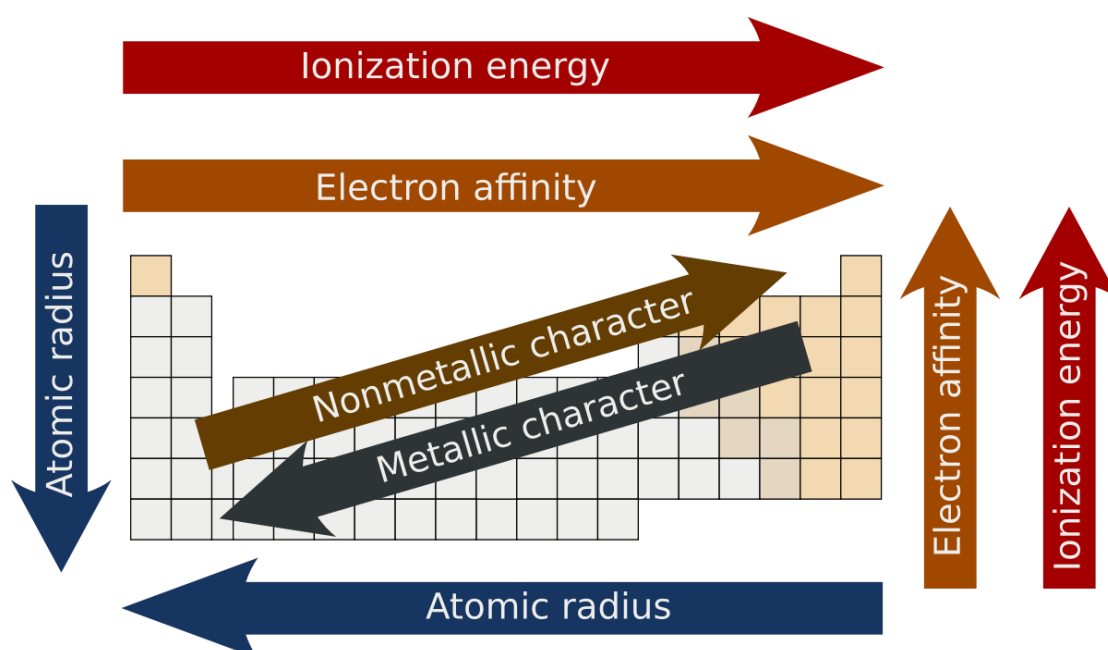 Ionization energy
Electron affinity
Atomic radius
Nonmetallic character
Metallic character
Electron affinity
Ionization energy
Atomic radius